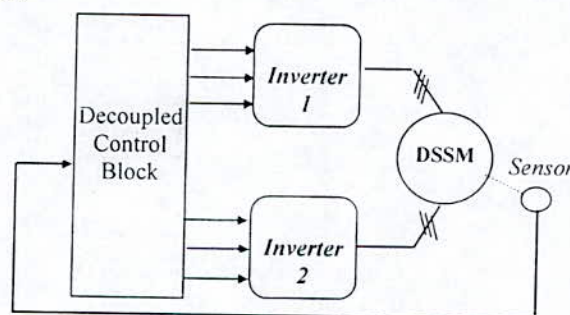 Decoupled
Control
Block
Inverter
1
DSSM
Sensor
Inverter
2